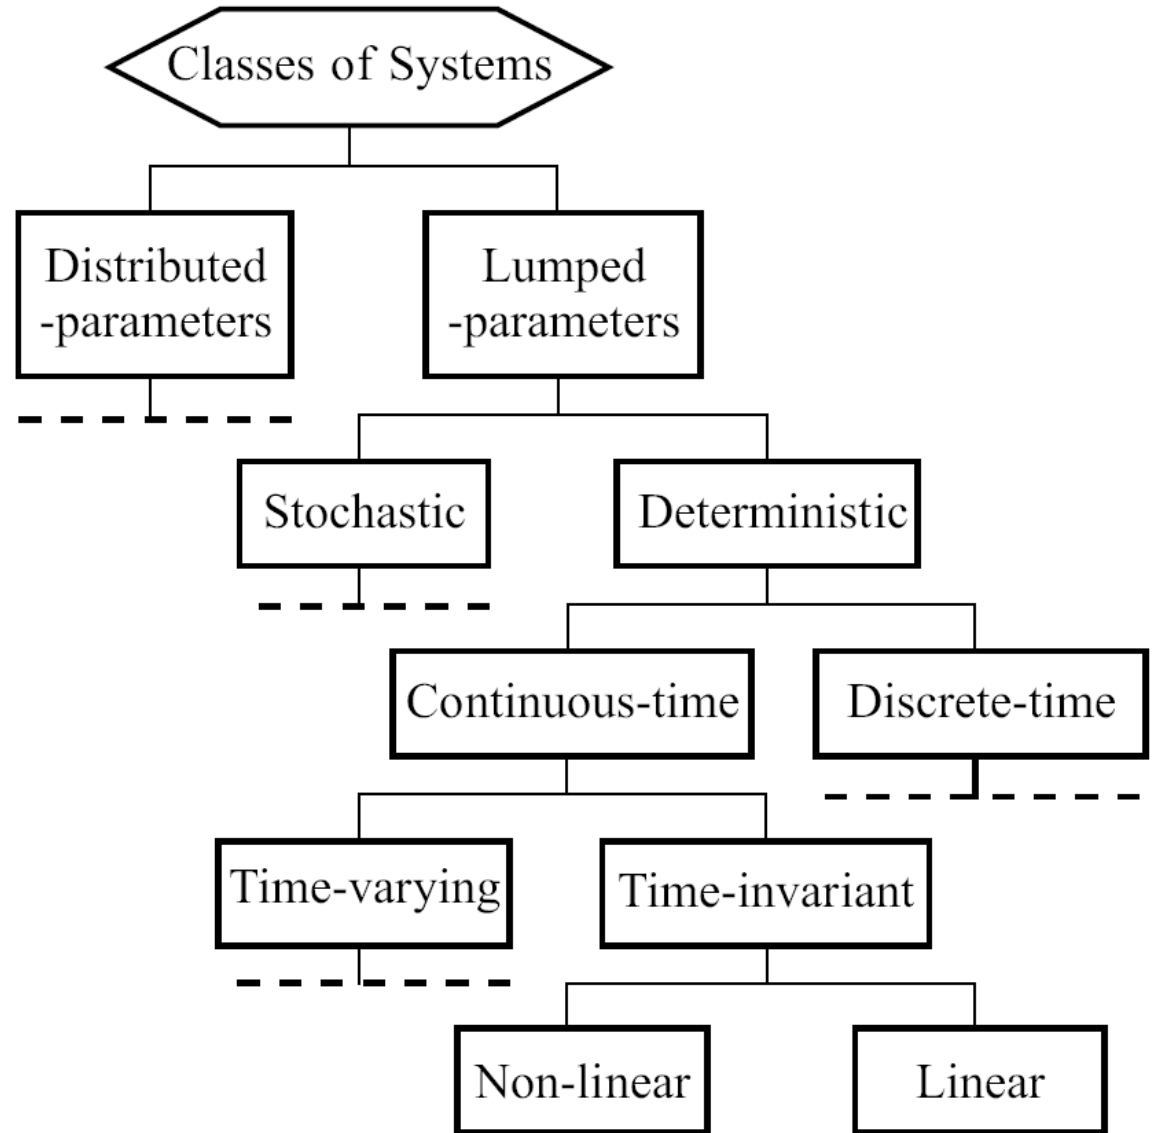 Classes of Systems
Distributed
-parameters
Lumped
-parameters
Stochastic
Deterministic
Continuous-time
Discrete-time
Time-varying
Time-invariant
Non-linear
Linear